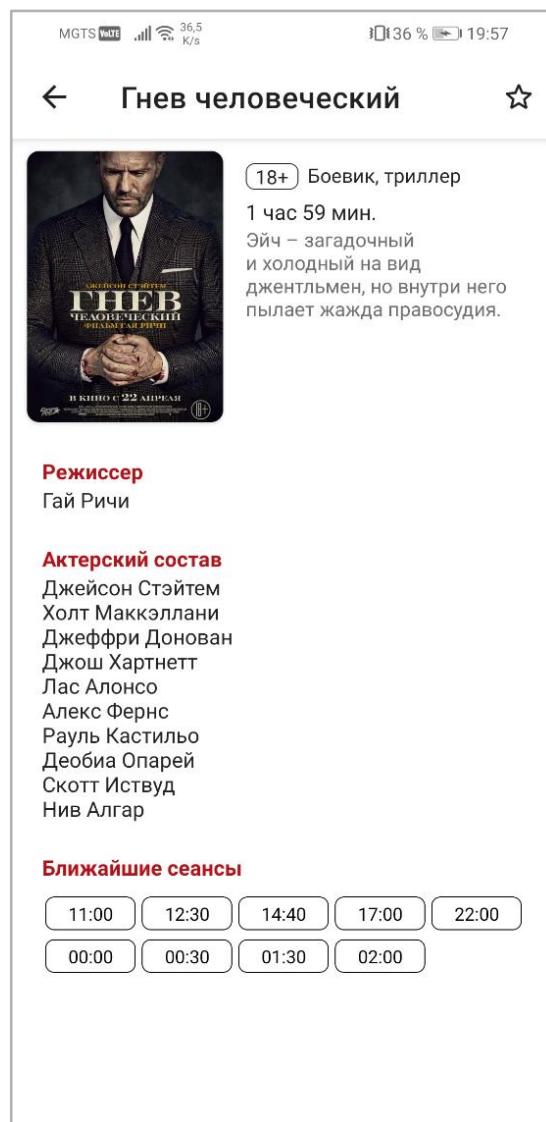 MGTS VoLTE 36,5 K/s 36 % 19:57
Гнев человеческий
18+ Боевик, триллер
1 час 59 мин.
Эйч – загадочный
и холодный на вид
джентльмен, но внутри него
пылает жажда правосудия.
ДЖЕЙСОН СТЭЙТЕМ
ГНЕВ
ЧЕЛОВЕЧЕСКИЙ
ФИЛЬМ ГАЯ РИЧИ
В КИНО С 22 АПРЕЛЯ
18+
Режиссер
Гай Ричи
Актерский состав
Джейсон Стэйтем
Холт Маккэллани
Джеффри Донован
Джош Хартнетт
Лас Алонсо
Алекс Фернс
Рауль Кастильо
Деобиа Опарей
Скотт Иствуд
Нив Алгар
Ближайшие сеансы
11:00 12:30 14:40 17:00 22:00
00:00 00:30 01:30 02:00